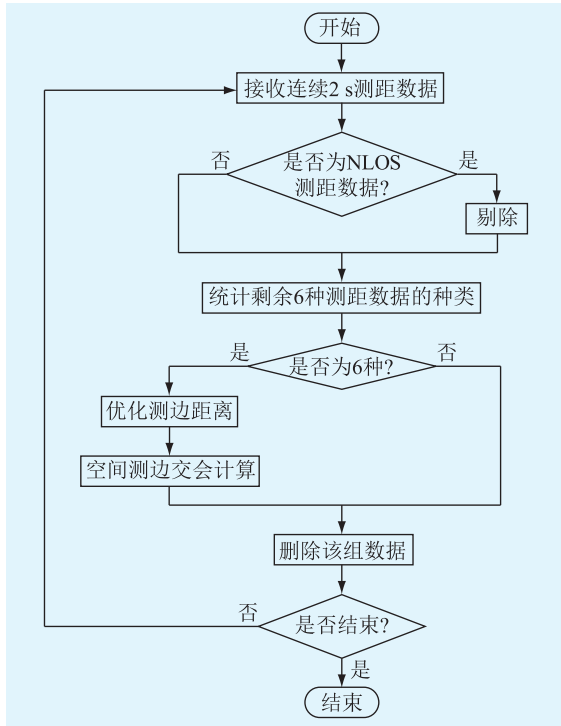 开始
接收连续2 s测距数据
否
是否为NLOS
测距数据?
是
剔除
统计剩余6种测距数据的种类
是
是否为6种?
否
优化测边距离
空间测边交会计算
删除该组数据
否
是否结束?
是
结束